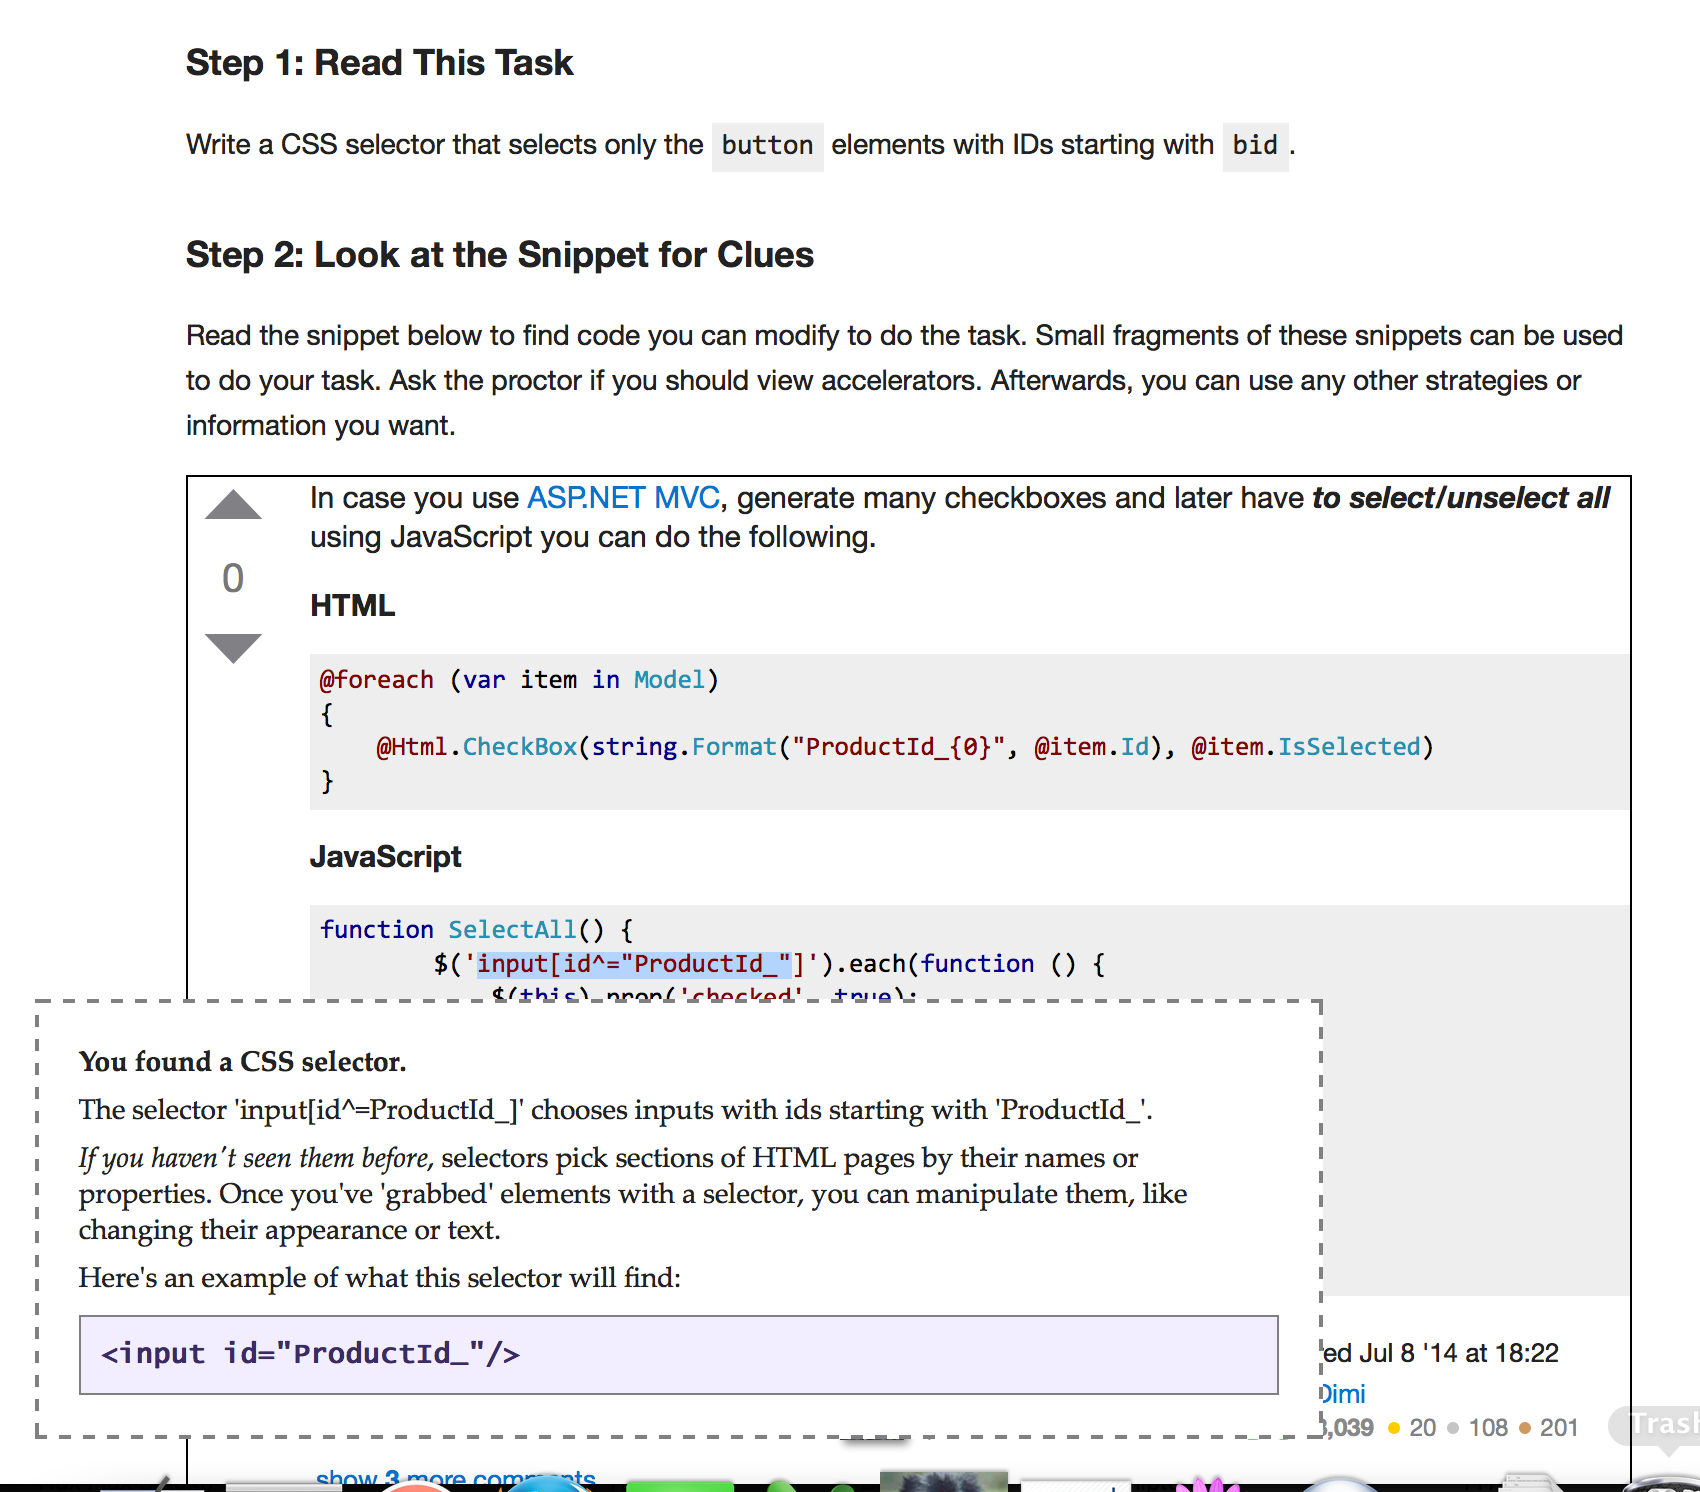 Step 1: Read This Task
Write a CSS selector that selects only the button elements with IDs starting with bid .
Step 2: Look at the Snippet for Clues
Read the snippet below to find code you can modify to do the task. Small fragments of these snippets can be used
to do your task. Ask the proctor if you should view accelerators. Afterwards, you can use any other strategies or
information you want.
In case you use ASP.NET MVC, generate many checkboxes and later have to select/unselect all
using JavaScript you can do the following.
0
HTML
@foreach (var item in Model)
{
@Html.CheckBox(string.Format("ProductId_{0}", @item.Id), @item.IsSelected)
}
JavaScript
function SelectAll() {
$('input[id^="ProductId_"]').each(function () {
$(this).prop('checked', true);
You found a CSS selector.
The selector 'input[id^=ProductId_]' chooses inputs with ids starting with 'ProductId_'.
If you haven't seen them before, selectors pick sections of HTML pages by their names or
properties. Once you've 'grabbed' elements with a selector, you can manipulate them, like
changing their appearance or text.
Here's an example of what this selector will find:
<input id="ProductId_"/>
ed Jul 8 '14 at 18:22
Dimi
,039 20 108 201
Trash
show 3 more comments